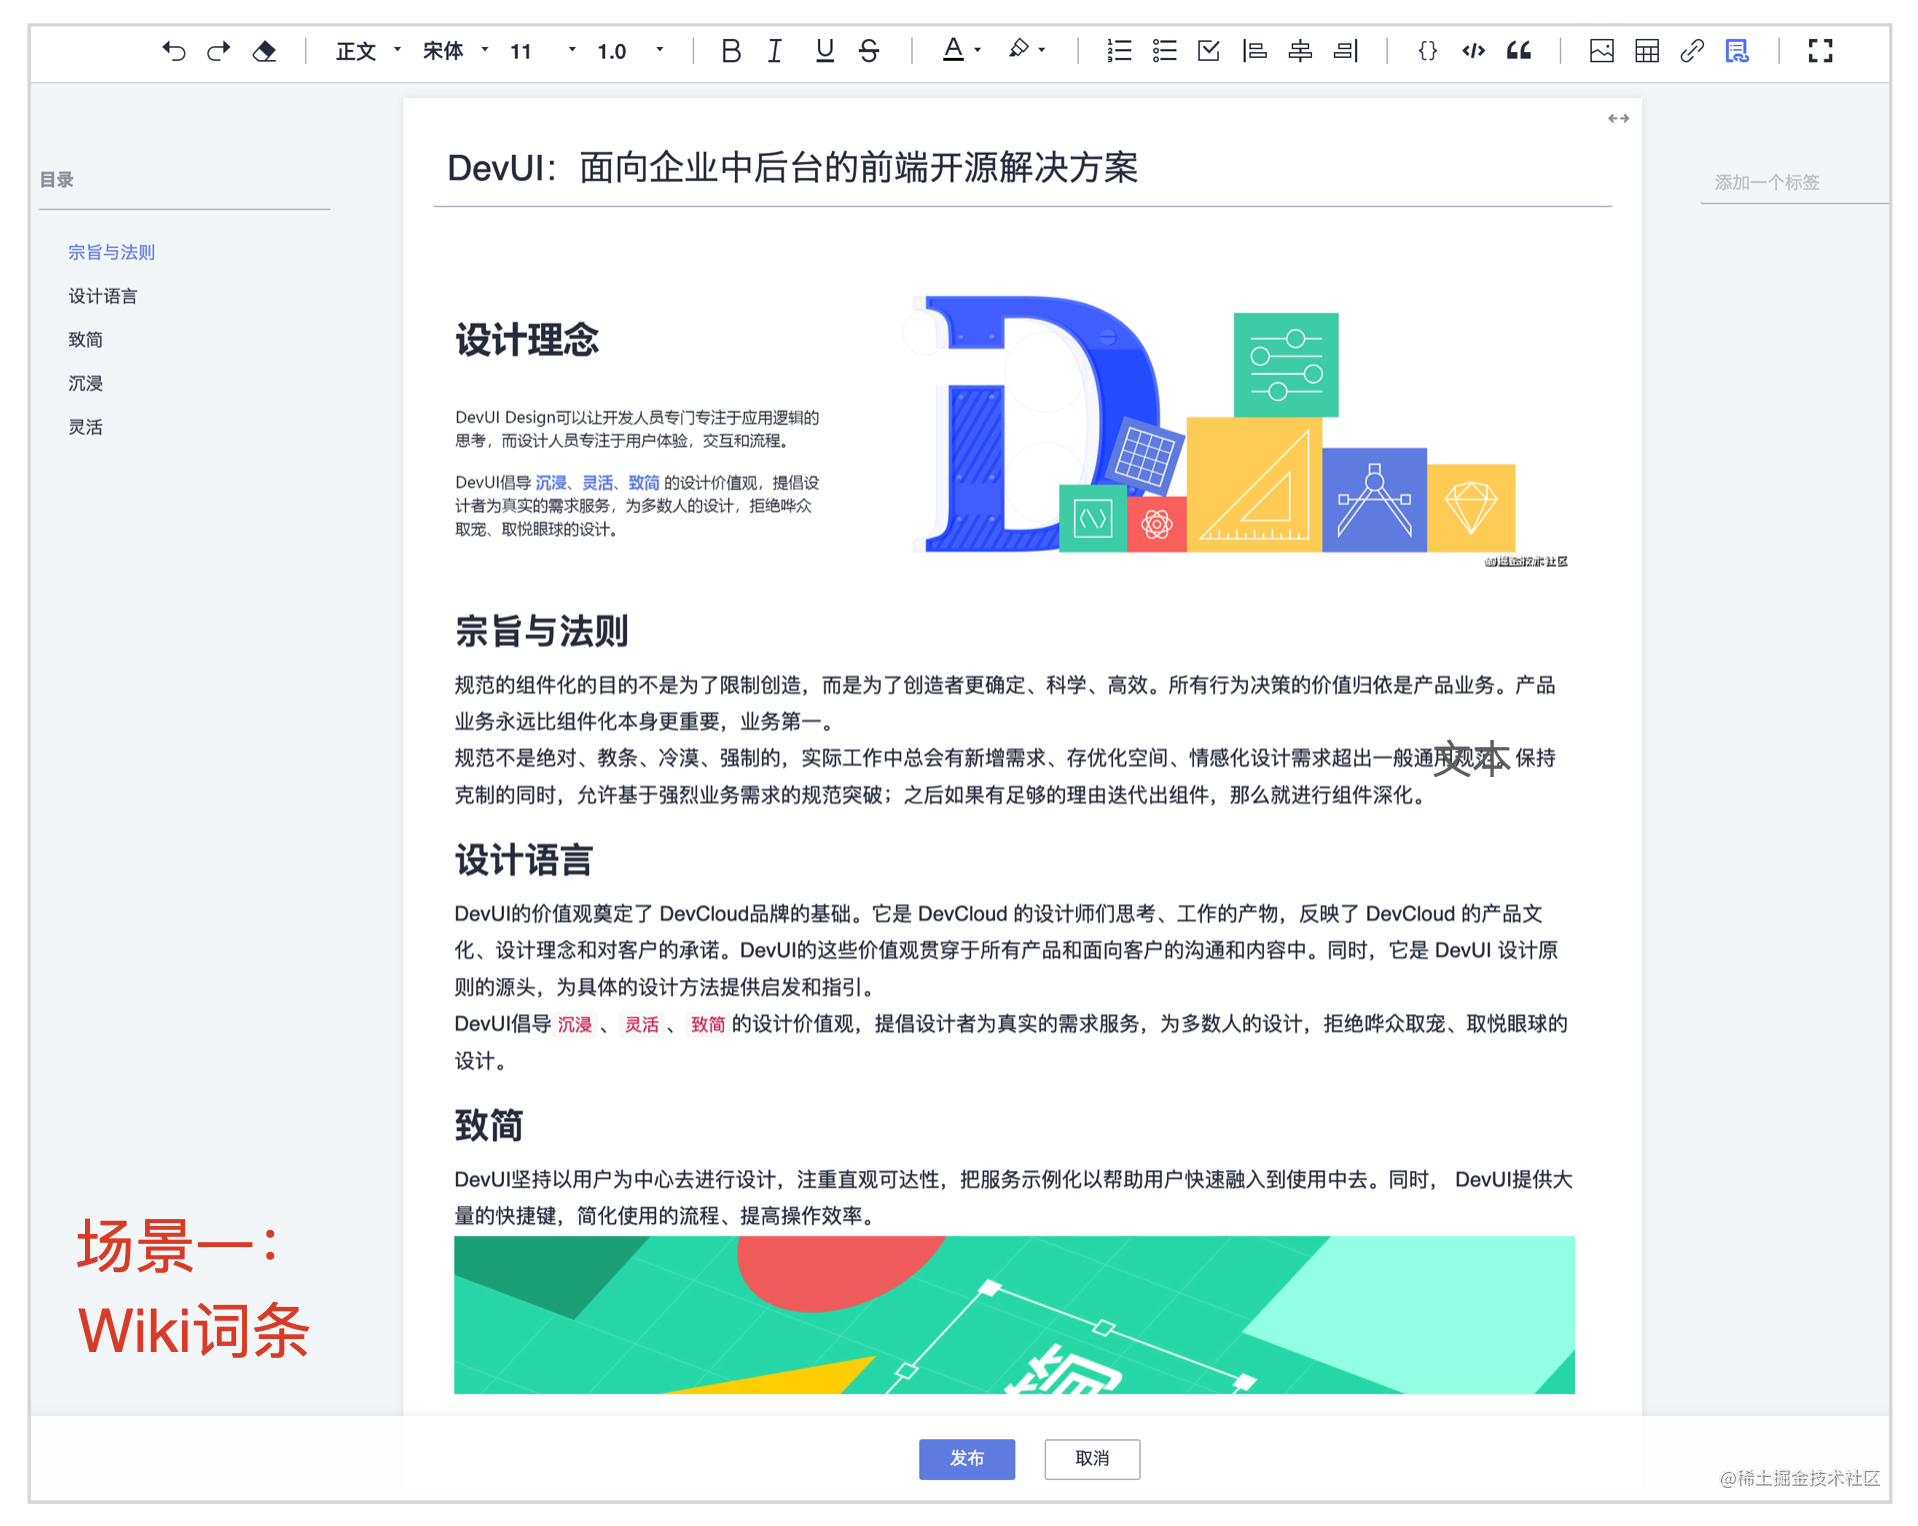 正文 宋体 11 1.0
目录
宗旨与法则
设计语言
致简
沉浸
灵活
DevUI：面向企业中后台的前端开源解决方案
添加一个标签
设计理念
DevUI Design可以让开发人员专门专注于应用逻辑的
思考，而设计人员专注于用户体验，交互和流程。
DevUI倡导 沉浸、灵活、致简 的设计价值观，提倡设
计者为真实的需求服务，为多数人的设计，拒绝哗众
取宠、取悦眼球的设计。
@掘金技术社区
宗旨与法则
规范的组件化的目的不是为了限制创造，而是为了创造者更确定、科学、高效。所有行为决策的价值归依是产品业务。产品
业务永远比组件化本身更重要，业务第一。
规范不是绝对、教条、冷漠、强制的，实际工作中总会有新增需求、存优化空间、情感化设计需求超出一般通用规范。保持
文本
克制的同时，允许基于强烈业务需求的规范突破；之后如果有足够的理由迭代出组件，那么就进行组件深化。
设计语言
DevUI的价值观奠定了 DevCloud品牌的基础。它是 DevCloud 的设计师们思考、工作的产物，反映了 DevCloud 的产品文
化、设计理念和对客户的承诺。DevUI的这些价值观贯穿于所有产品和面向客户的沟通和内容中。同时，它是 DevUI 设计原
则的源头，为具体的设计方法提供启发和指引。
DevUI倡导 沉浸 、 灵活 、 致简 的设计价值观，提倡设计者为真实的需求服务，为多数人的设计，拒绝哗众取宠、取悦眼球的
设计。
致简
DevUI坚持以用户为中心去进行设计，注重直观可达性，把服务示例化以帮助用户快速融入到使用中去。同时， DevUI提供大
量的快捷键，简化使用的流程、提高操作效率。
场景一：
Wiki词条
发布 取消
@稀土掘金技术社区